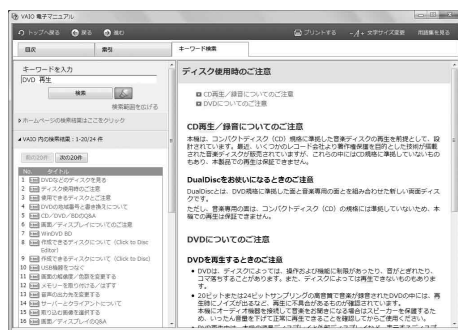 VAIO 電子マニュアル
トップへ戻る 戻る 進む
プリントする -A+ 文字サイズ変更 用語集を見る
目次 索引 キーワード検索
キーワードを入力
DVD 再生
検索
検索範囲を広げる
ホームページの検索結果はここをクリック
VAIO 内の検索結果：1-20/24 件
前の20件 次の20件
No. タイトル
1 DVDなどのディスクを見る
2 ディスク使用時のご注意
3 使用できるディスクとご注意
4 DVDの地域番号と書き換えについて
5 CD／DVD／BDのQ&A
6 画面／ディスプレイについてのご注意
7 WinDVD BD
8 作成できるディスクについて（Click to Disc Editor）
9 作成できるディスクについて（Click to Disc）
10 USB機器をつなぐ
11 画面の解像度／色数を変更する
12 メモリーを取り付ける／はずす
13 音声の出力先を変更する
14 サーバーとクライアントについて
15 取り込む画像を選択する
16 画面／ディスプレイのQ&A
ディスク使用時のご注意
CD再生／録音についてのご注意
DVDについてのご注意
CD再生／録音についてのご注意
本機は、コンパクトディスク（CD）規格に準拠した音楽ディスクの再生を前提として、設
計されています。最近、いくつかのレコード会社より著作権保護を目的とした技術が搭載
された音楽ディスクが販売されていますが、これらの中にはCD規格に準拠していないもの
もあり、本製品での再生は保証できません。
DualDiscをお使いになるときのご注意
DualDiscとは、DVD規格に準拠した面と音楽専用の面とを組み合わせた新しい両面ディス
クです。
ただし、音楽専用の面は、コンパクトディスク（CD）の規格には準拠していないため、本
機での再生は保証できません。
DVDについてのご注意
DVDを再生するときのご注意
DVDは、ディスクによっては、操作および機能に制限があったり、音がとぎれたり、
コマ落ちすることがあります。また、ディスクによっては再生できないものもありま
す。
20ビットまたは24ビットサンプリングの高音質で音楽が録音されたDVDの中には、再
生時にノイズが出るなど、再生に不具合があるものが確認されています。
本機にオーディオ機器を接続して音楽をお聞きになる場合はスピーカーを保護するた
め、いったん音量を下げて正常に再生できることを確認してからご使用ください。